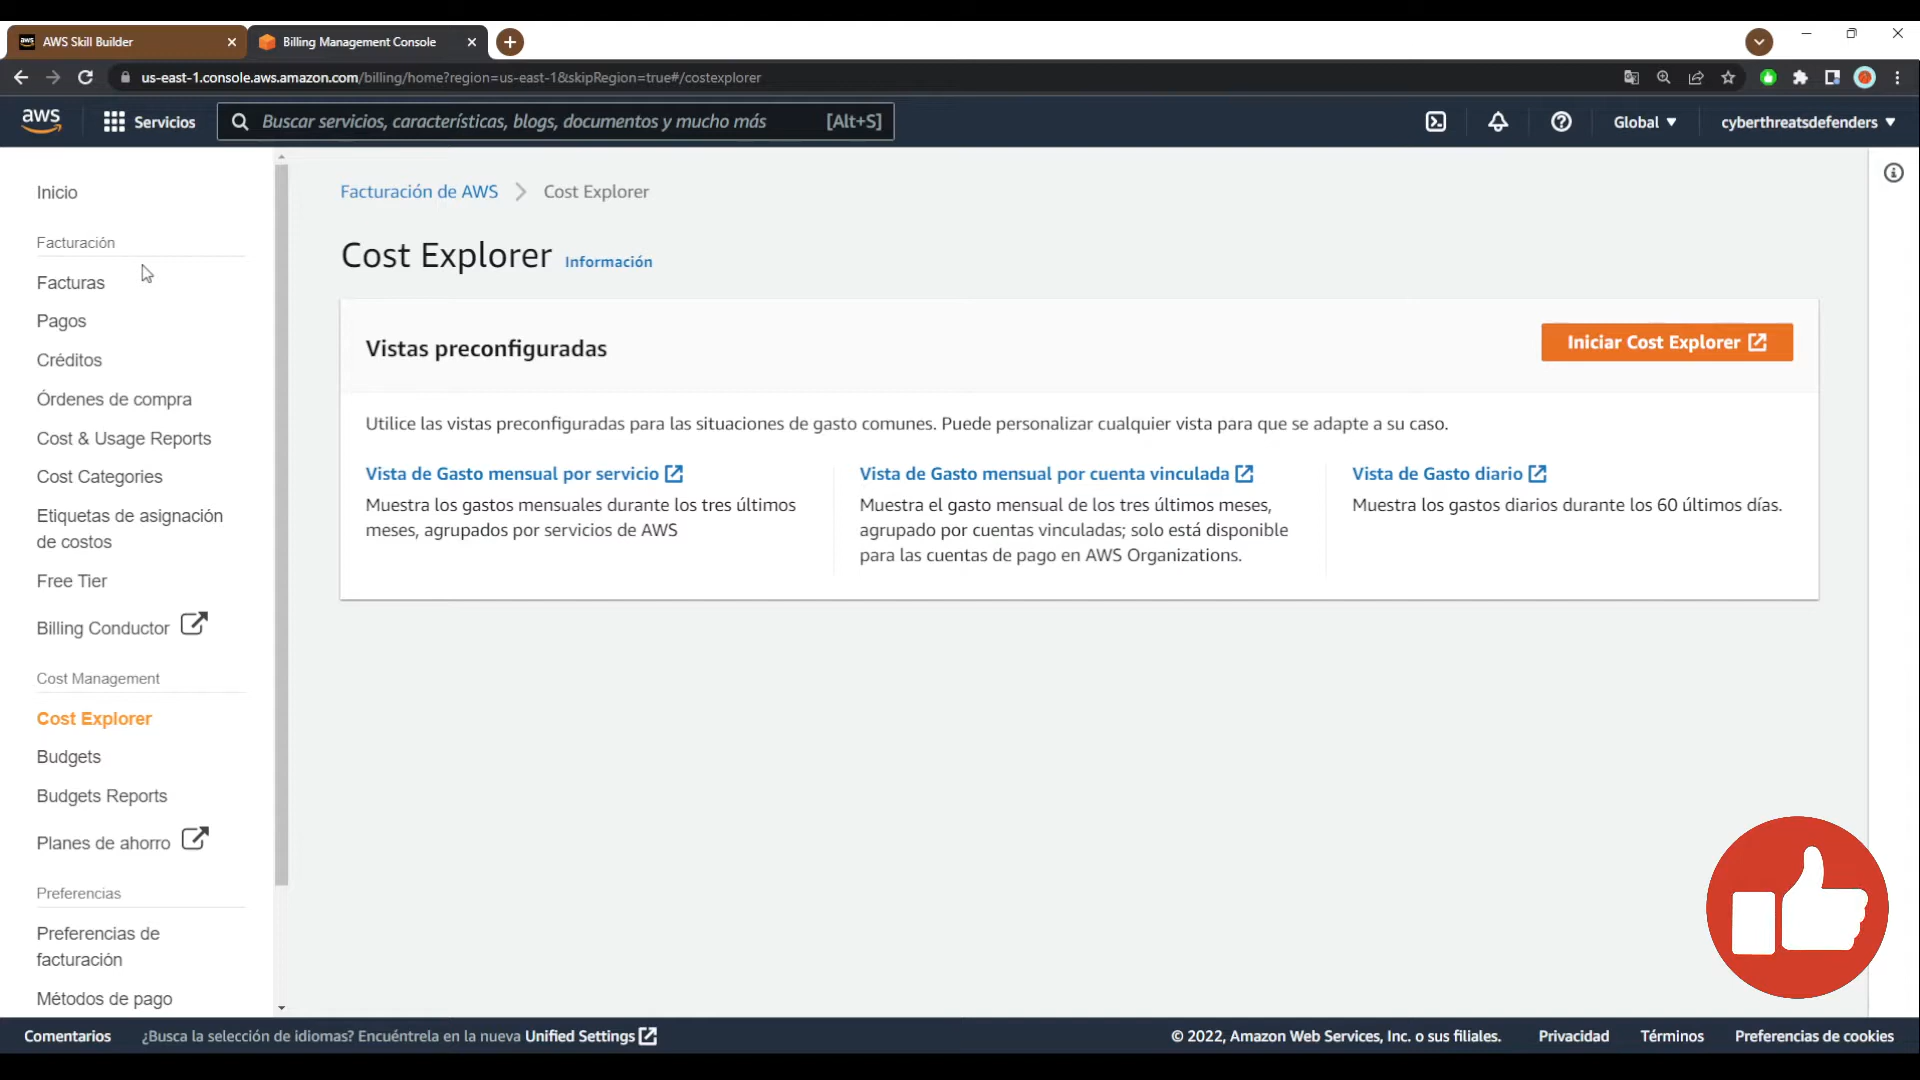 AWS Skill Builder
Billing Management Console
us-east-1.console.aws.amazon.com/billing/home?region=us-east-1&skipRegion=true#/costexplorer
aws
Servicios
Buscar servicios, características, blogs, documentos y mucho más
[Alt+S]
Global
cyberthreatsdefenders
Inicio
Facturación
Facturas
Pagos
Créditos
Órdenes de compra
Cost & Usage Reports
Cost Categories
Etiquetas de asignación
de costos
Free Tier
Billing Conductor
Cost Management
Cost Explorer
Budgets
Budgets Reports
Planes de ahorro
Preferencias
Preferencias de
facturación
Métodos de pago
Facturación de AWS
Cost Explorer
Cost Explorer Información
Vistas preconfiguradas
Iniciar Cost Explorer
Utilice las vistas preconfiguradas para las situaciones de gasto comunes. Puede personalizar cualquier vista para que se adapte a su caso.
Vista de Gasto mensual por servicio
Muestra los gastos mensuales durante los tres últimos
meses, agrupados por servicios de AWS
Vista de Gasto mensual por cuenta vinculada
Muestra el gasto mensual de los tres últimos meses,
agrupado por cuentas vinculadas; solo está disponible
para las cuentas de pago en AWS Organizations.
Vista de Gasto diario
Muestra los gastos diarios durante los 60 últimos días.
Comentarios
¿Busca la selección de idiomas? Encuéntrela en la nueva Unified Settings
© 2022, Amazon Web Services, Inc. o sus filiales.
Privacidad
Términos
Preferencias de cookies